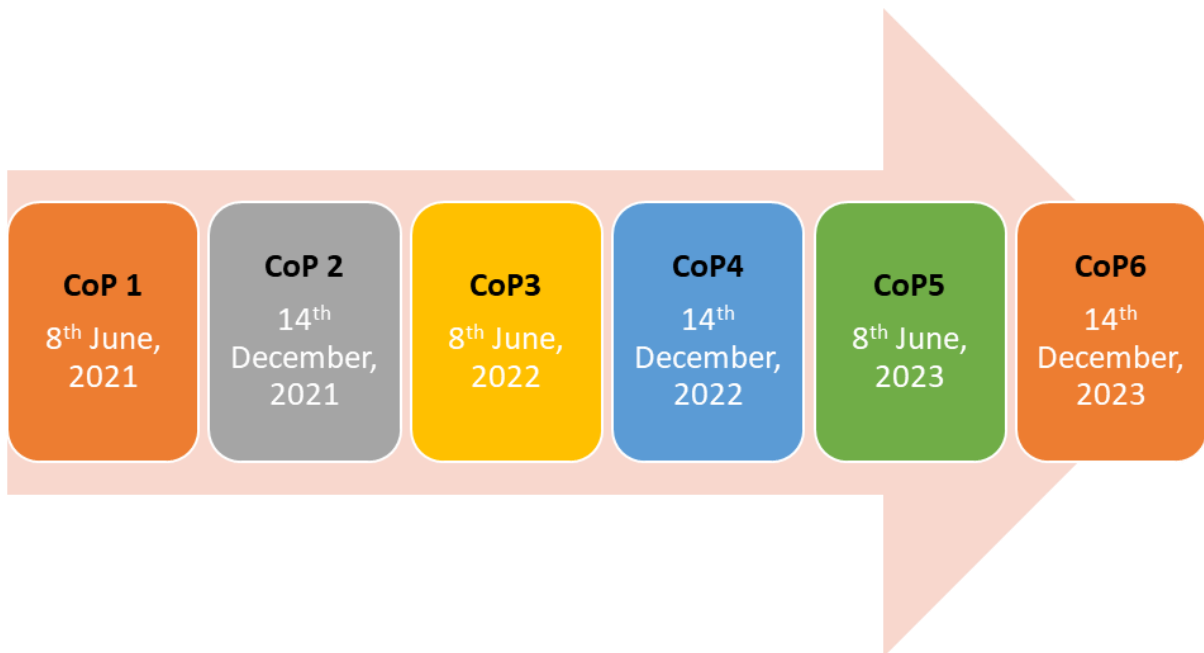 CoP 1
8th June,
2021
CoP 2
14th
December,
2021
CoP3
8th June,
2022
CoP4
14th
December,
2022
CoP5
8th June,
2023
CoP6
14th
December,
2023